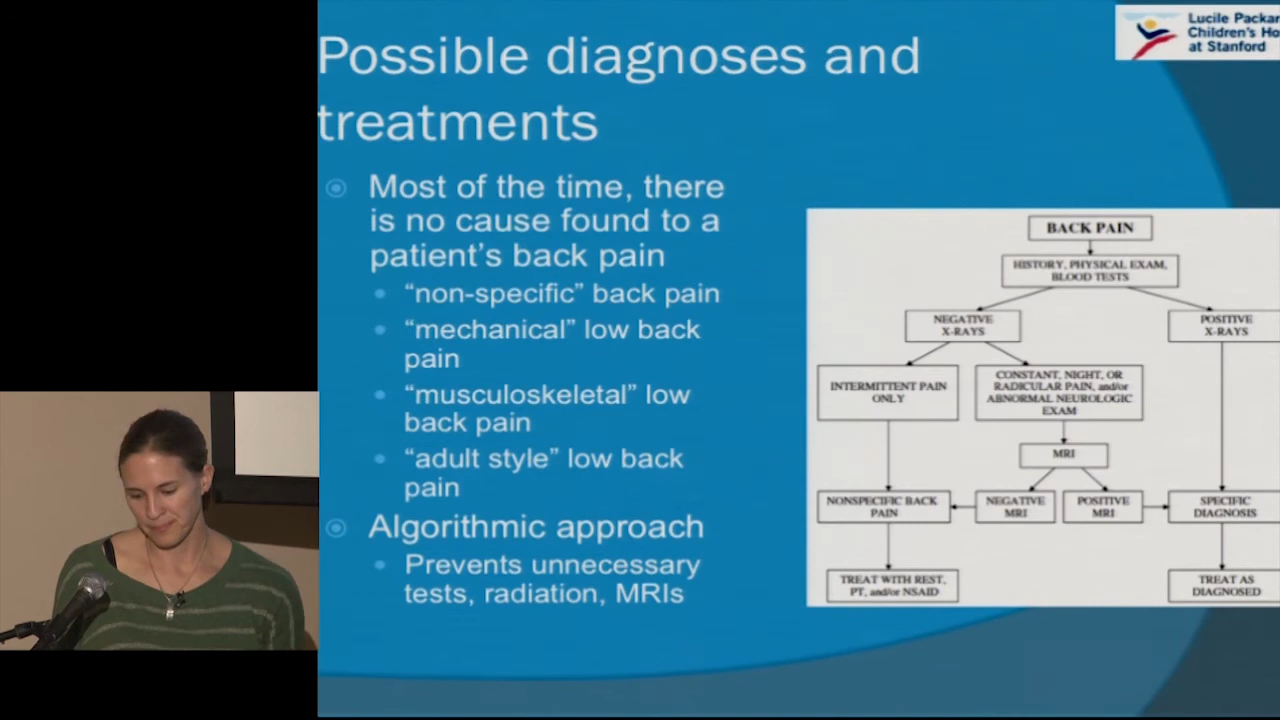 Possible diagnoses and
treatments
Lucile Packar
Children's Ho
at Stanford
Most of the time, there
is no cause found to a
patient's back pain
“non-specific” back pain
“mechanical” low back
pain
“musculoskeletal” low
back pain
“adult style” low back
pain
Algorithmic approach
Prevents unnecessary
tests, radiation, MRIs
BACK PAIN
HISTORY, PHYSICAL EXAM,
BLOOD TESTS
NEGATIVE
X-RAYS
POSITIVE
X-RAYS
INTERMITTENT PAIN
ONLY
CONSTANT, NIGHT, OR
RADICULAR PAIN, and/or
ABNORMAL NEUROLOGIC
EXAM
MRI
NONSPECIFIC BACK
PAIN
NEGATIVE
MRI
POSITIVE
MRI
SPECIFIC
DIAGNOSIS
TREAT WITH REST,
PT, and/or NSAID
TREAT AS
DIAGNOSED